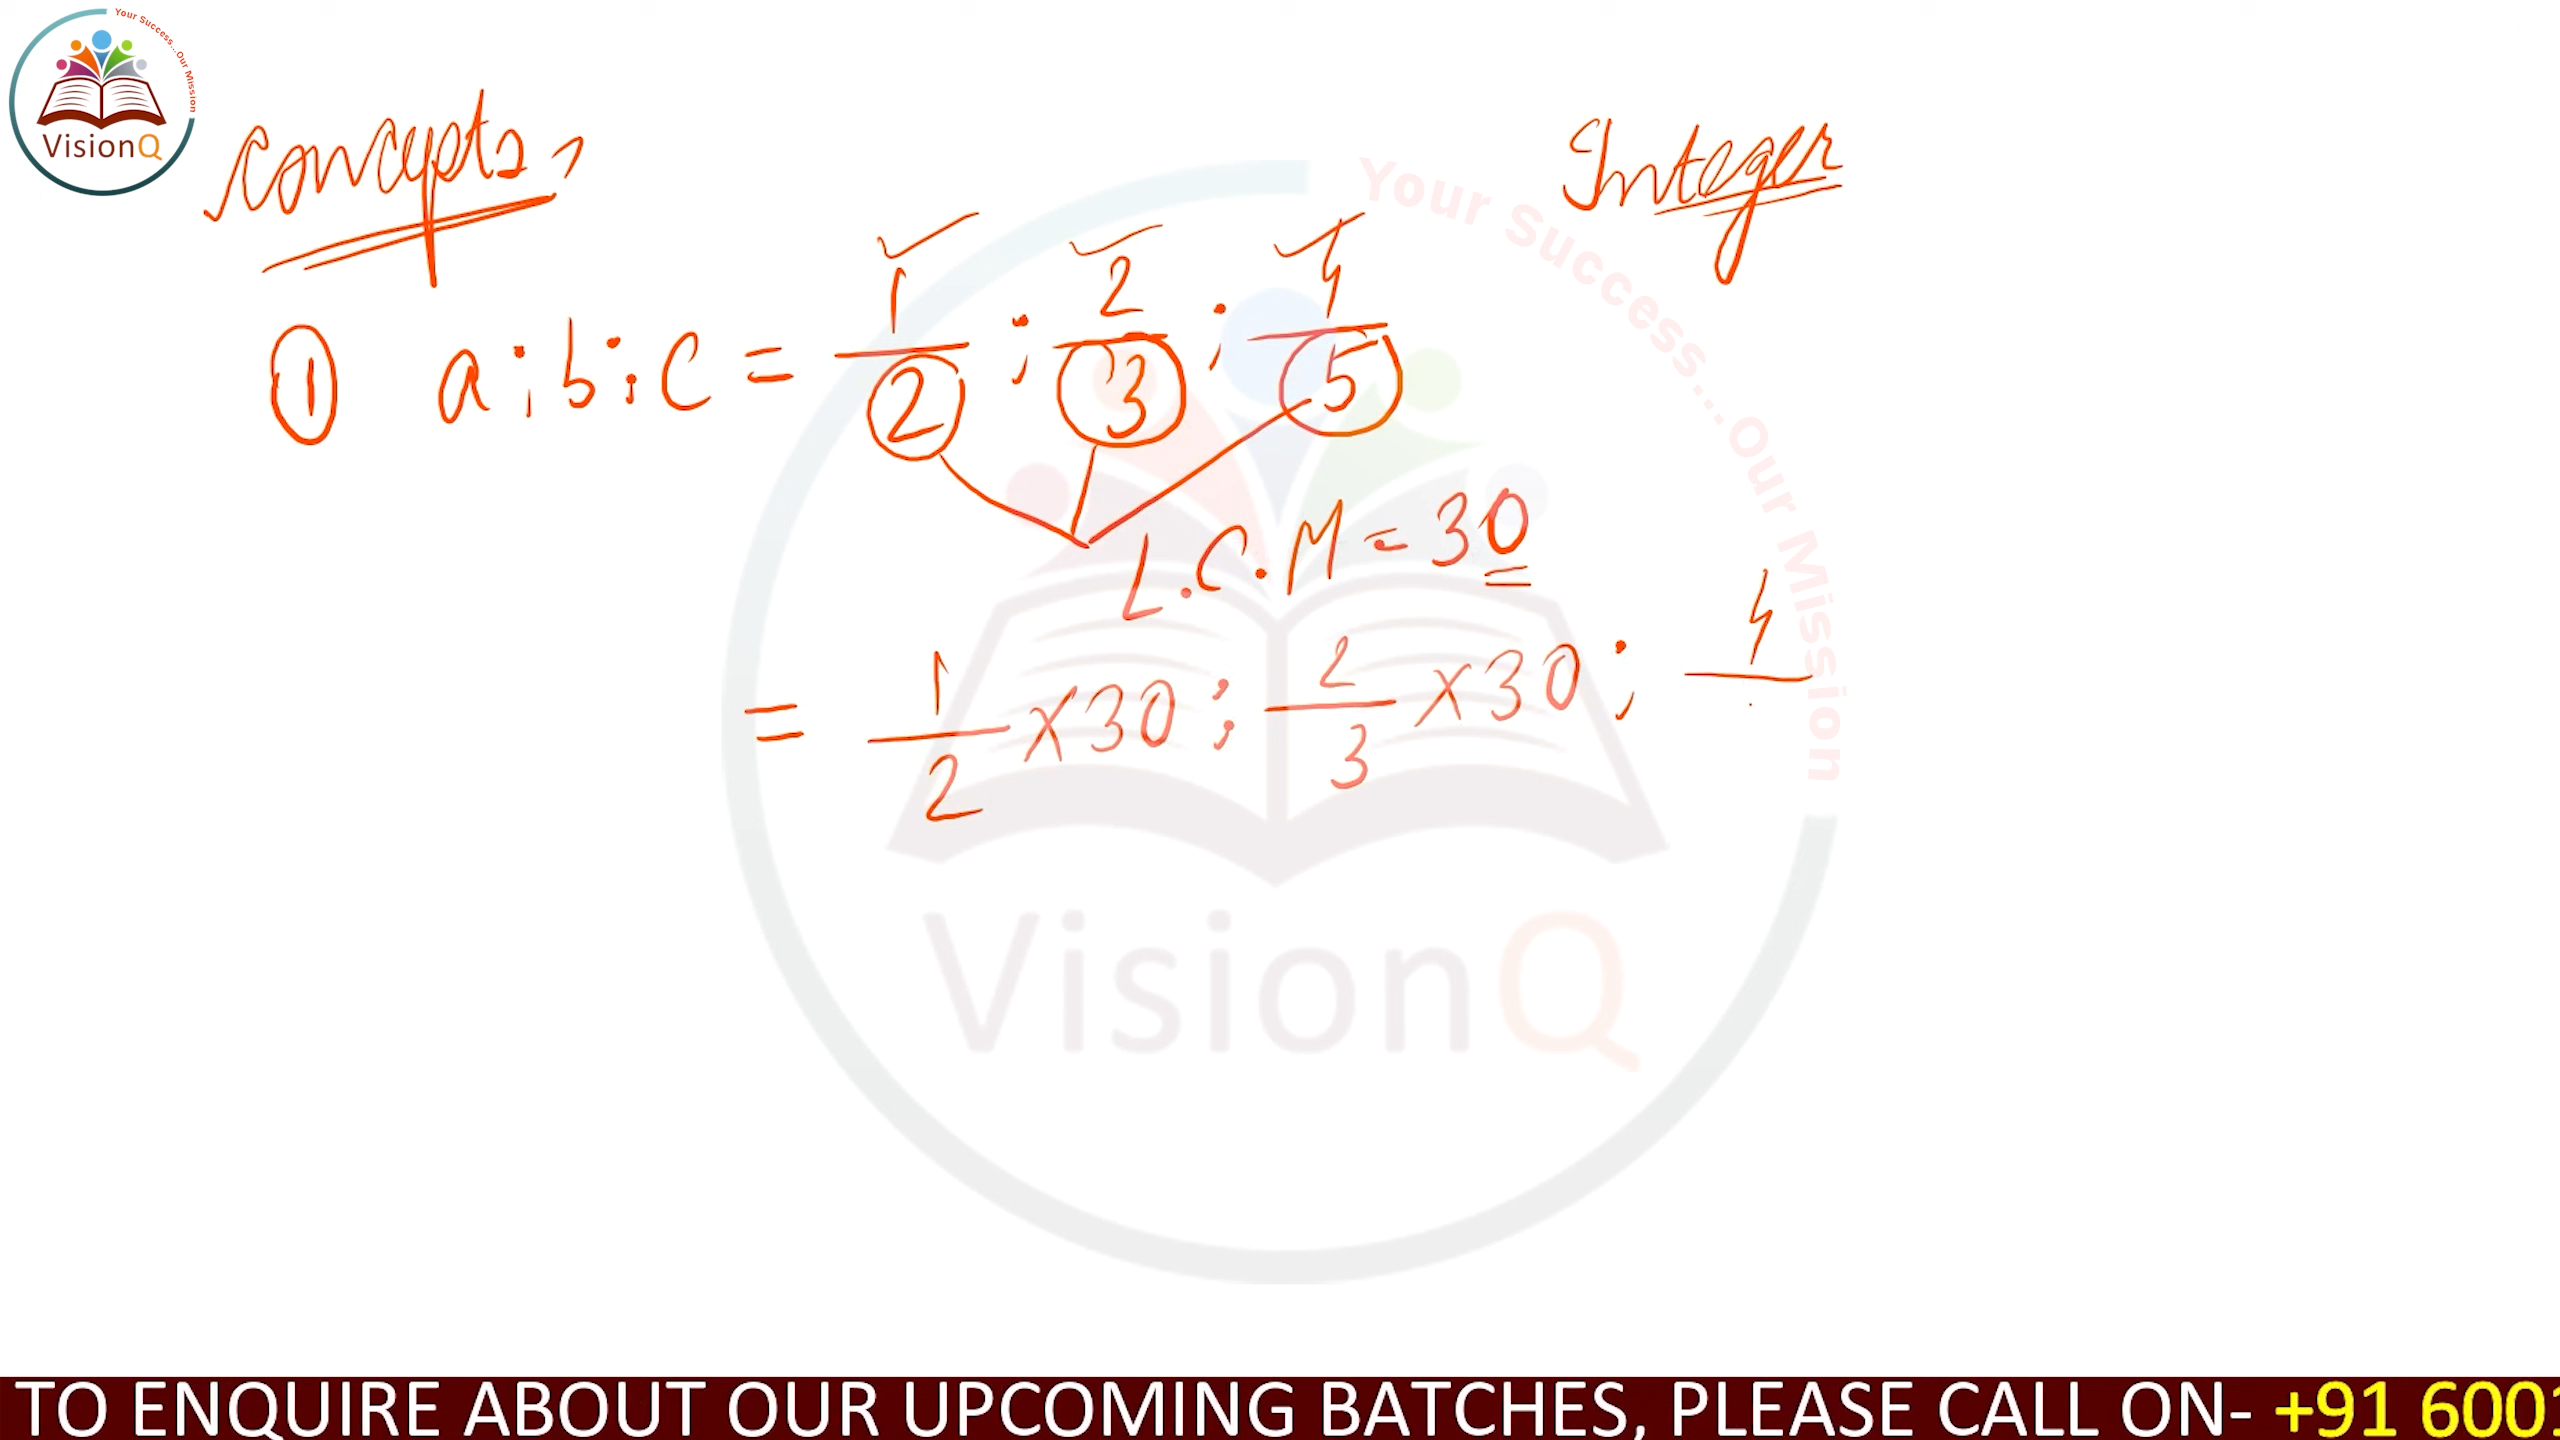 Your Success...Our Mission
VisionQ
Concepts,
Integer
① a:b:c = 1/2 : 2/3 : 4/5
L.C.M = 30
= 1/2 x 30 : 2/3 x 30 : 4/
Your Success...Our Mission
VisionQ
TO ENQUIRE ABOUT OUR UPCOMING BATCHES, PLEASE CALL ON- +91 6001